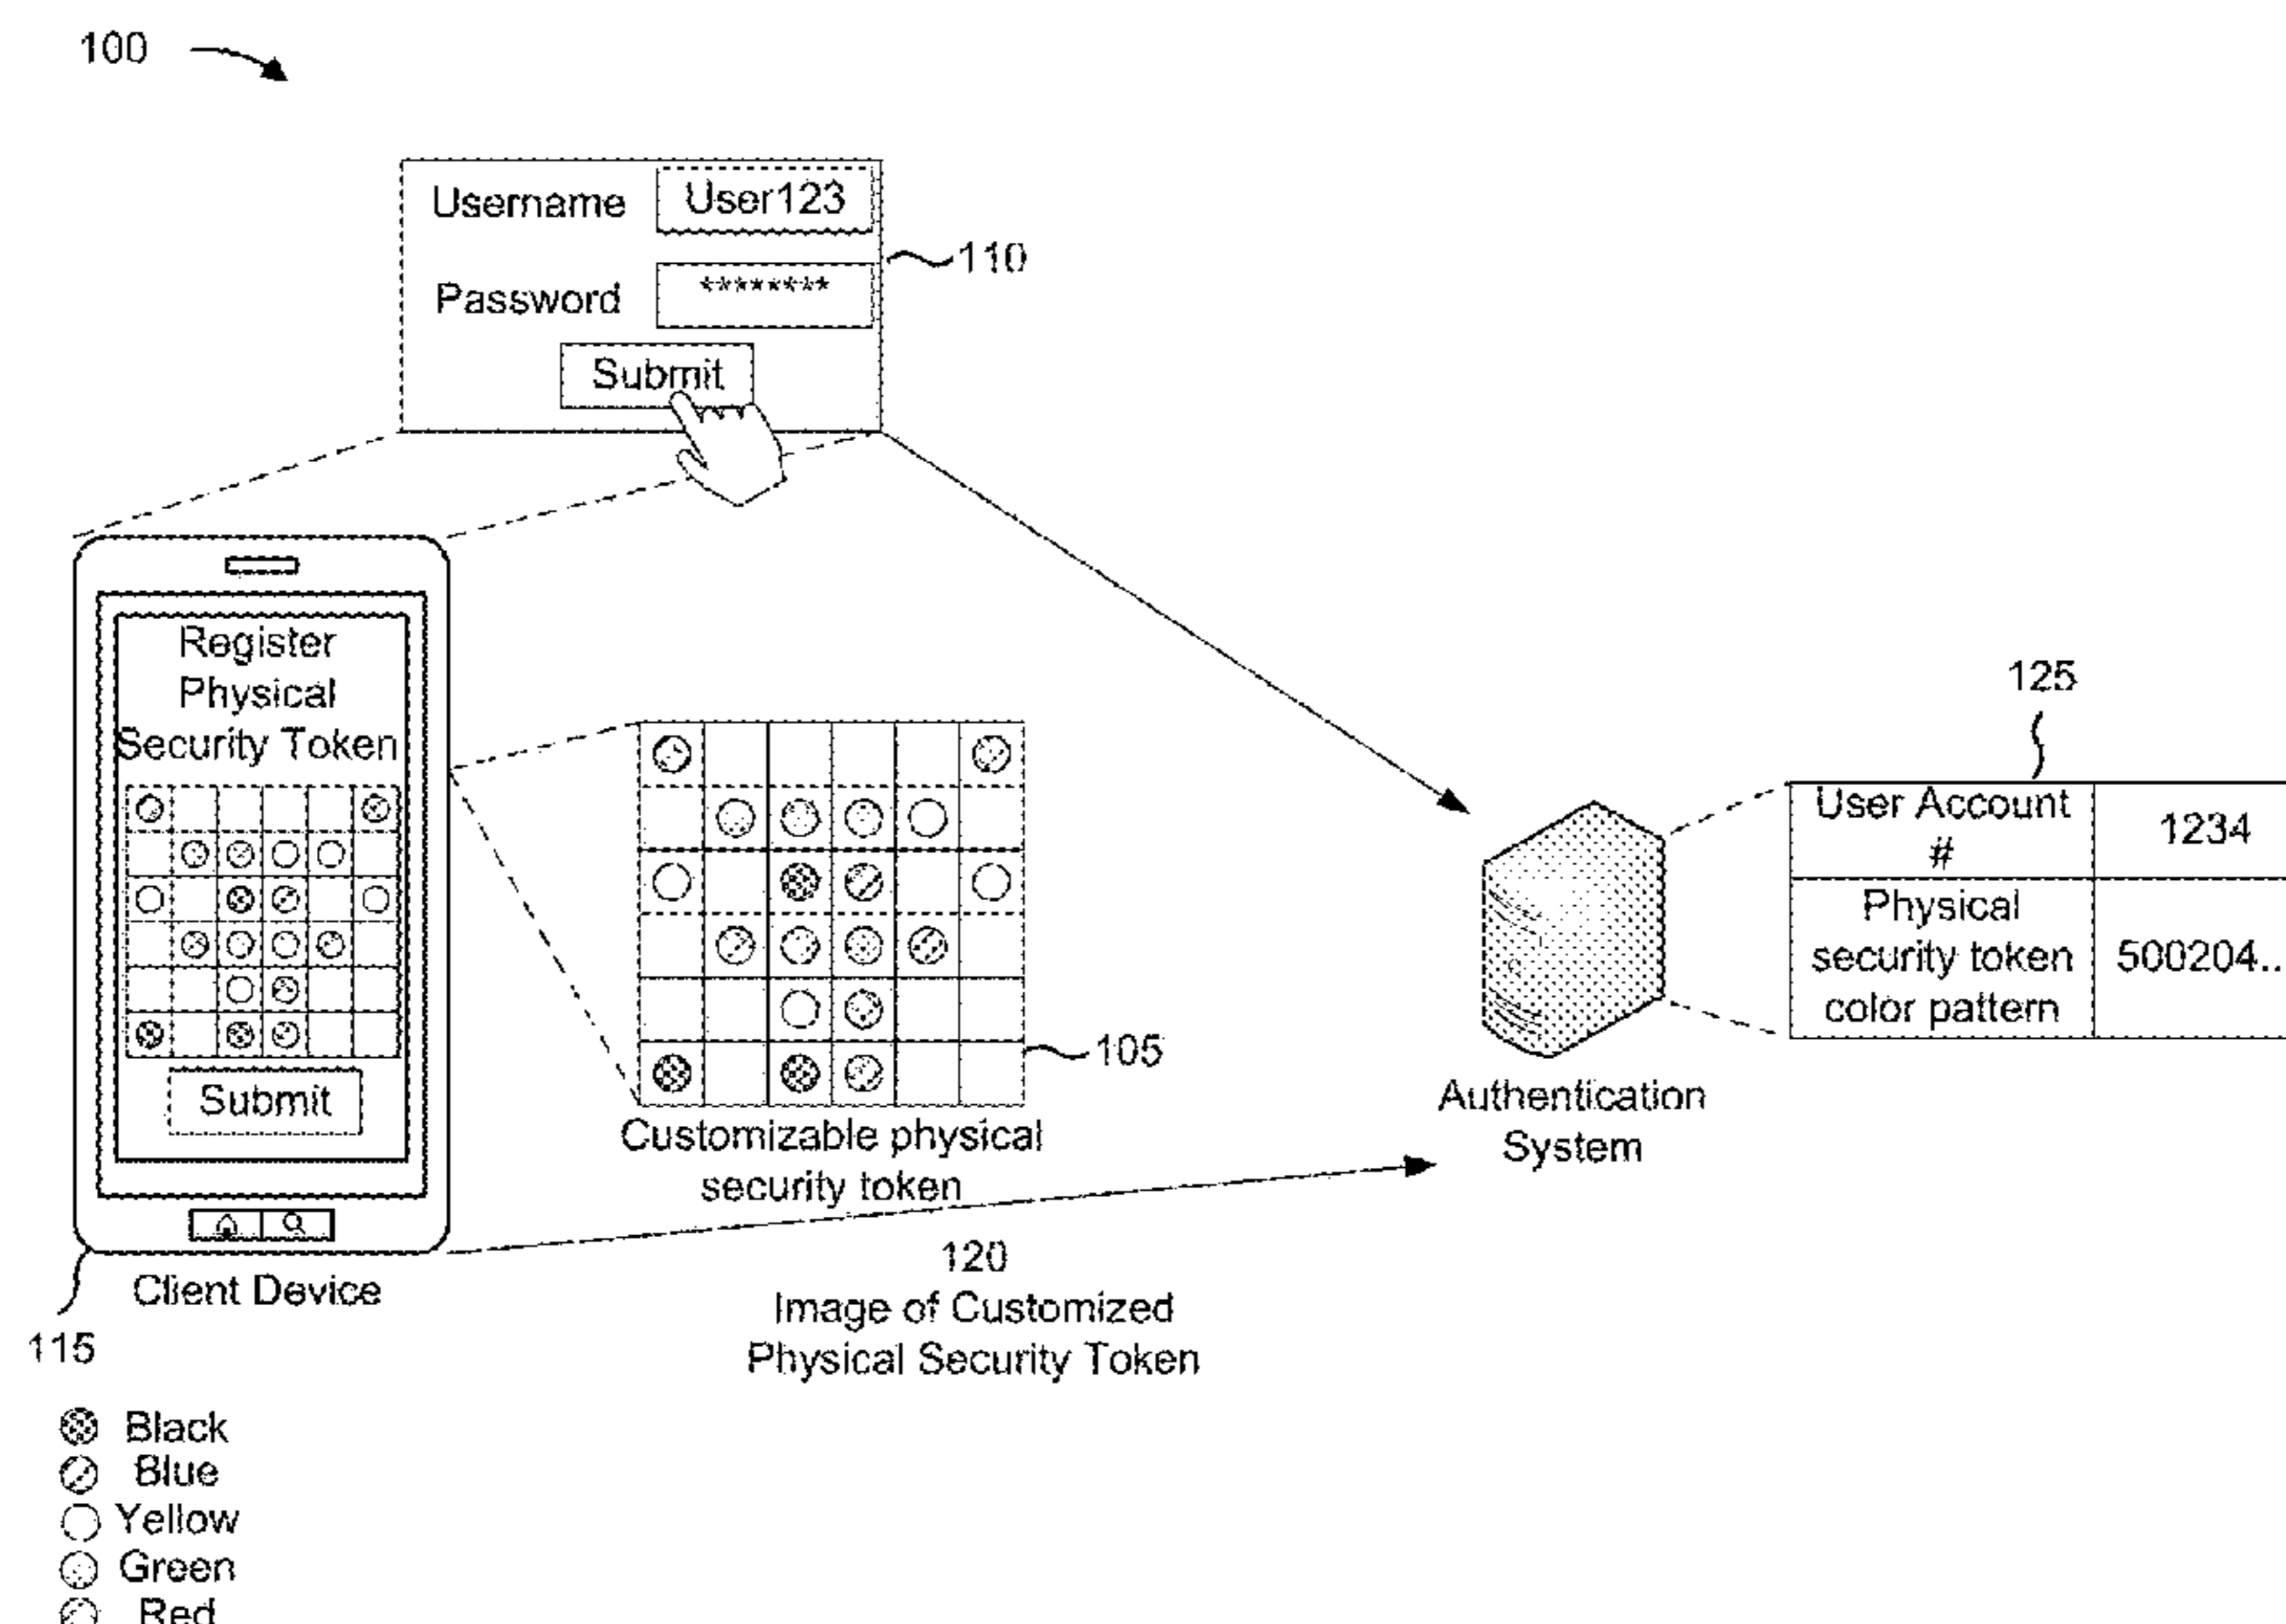 100
Username
User123
110
Password
********
Submit
Register
Physical
Security Token
Submit
125
User Account
#
1234
Physical
security token
color pattern
500204..
105
Customizable physical
security token
Authentication
System
120
Image of Customized
Physical Security Token
Client Device
115
Black
Blue
Yellow
Green
Red